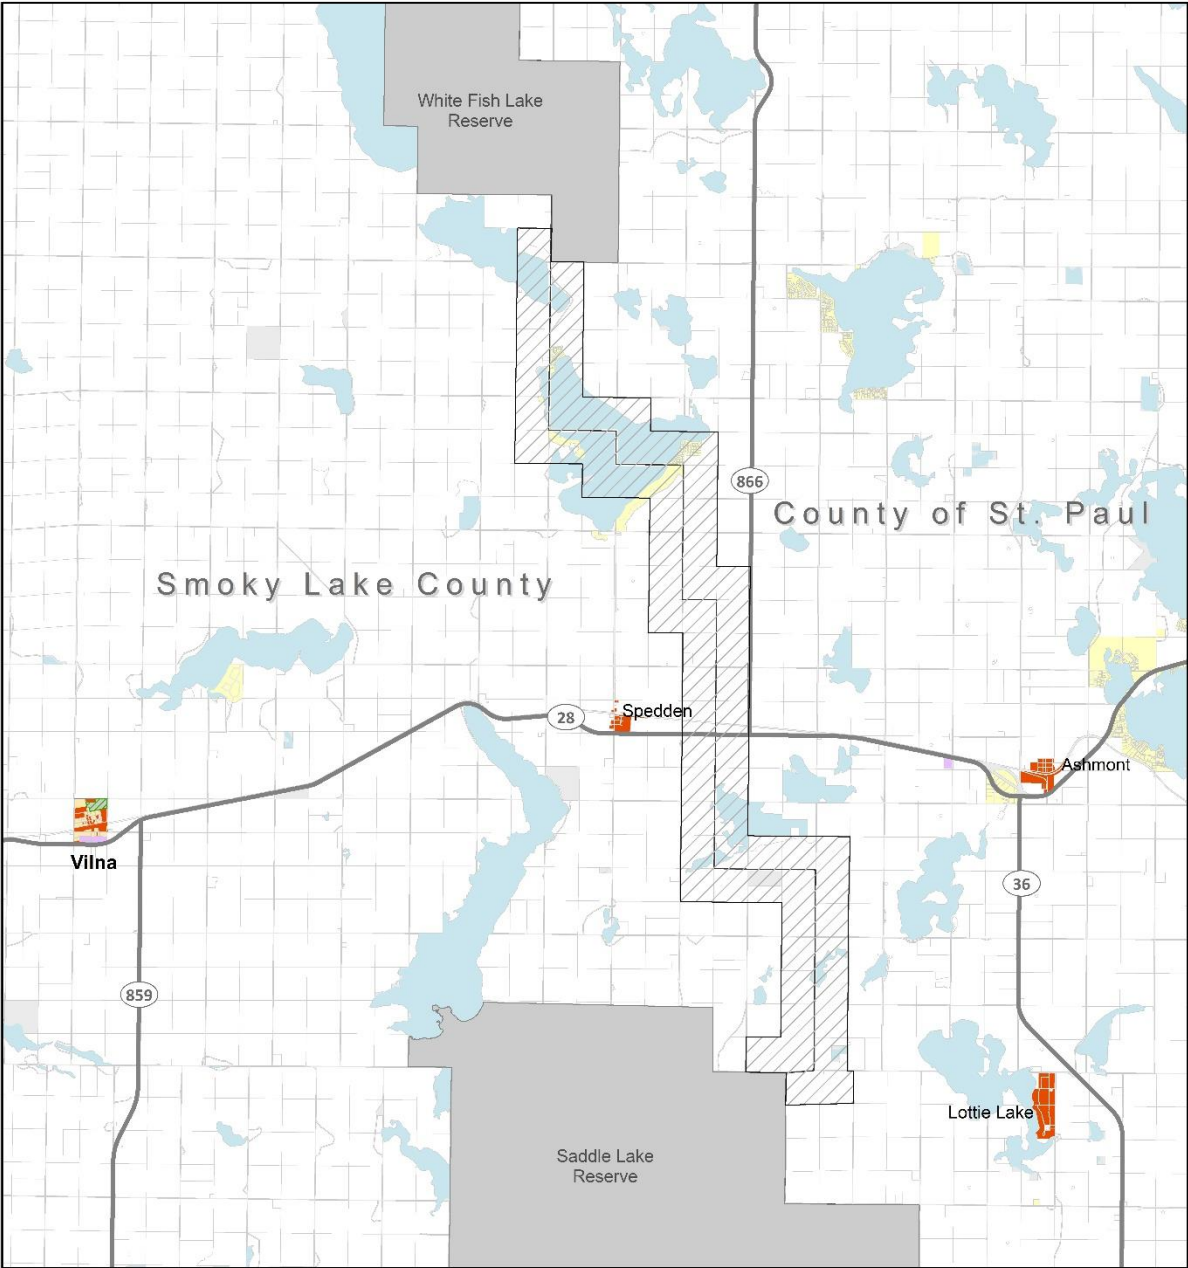 White Fish Lake
Reserve
866
County of St. Paul
Smoky Lake County
28
Spedden
Ashmont
Vilna
36
859
Lottie Lake
Saddle Lake
Reserve